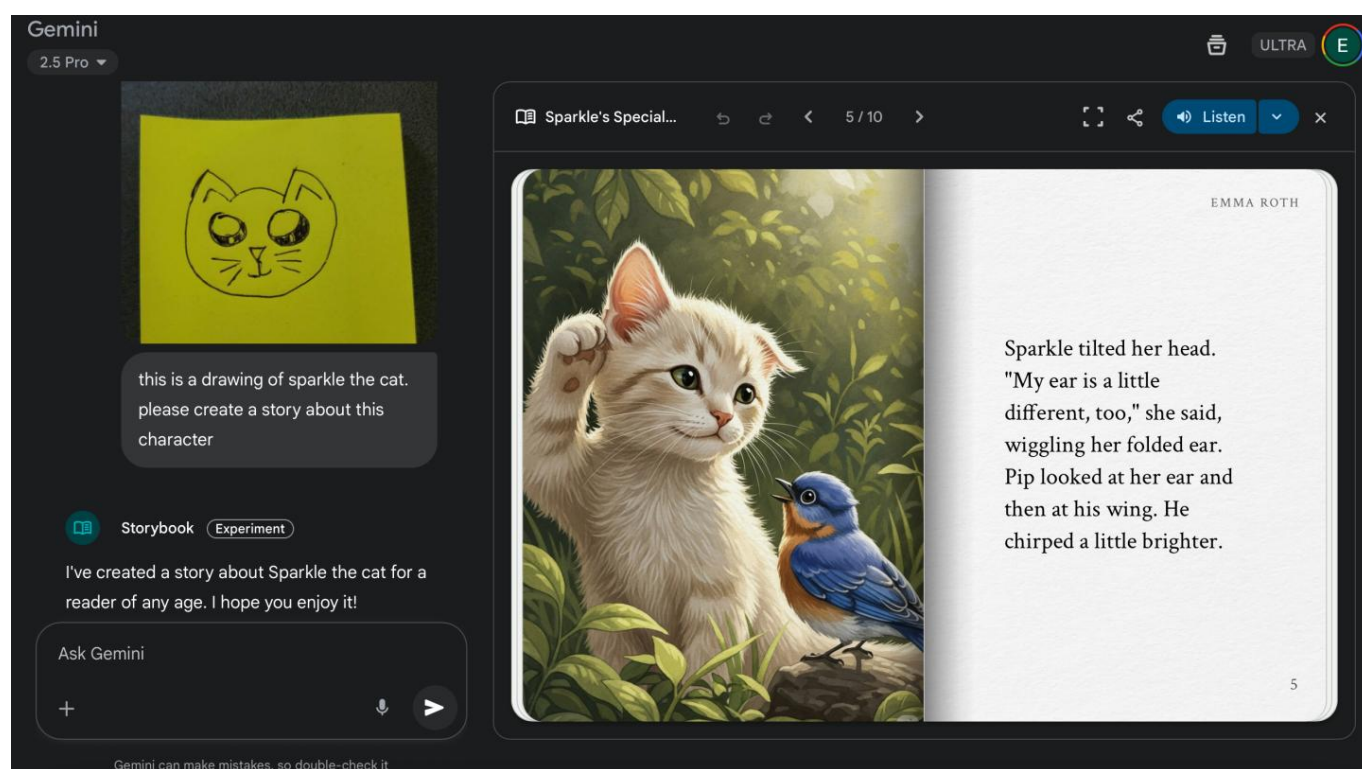 Gemini
2.5 Pro
ULTRA
E
this is a drawing of sparkle the cat.
please create a story about this
character
Storybook Experiment
I've created a story about Sparkle the cat for a
reader of any age. I hope you enjoy it!
Ask Gemini
Gemini can make mistakes, so double-check it
Sparkle's Special...
5 / 10
Listen
EMMA ROTH
Sparkle tilted her head.
"My ear is a little
different, too," she said,
wiggling her folded ear.
Pip looked at her ear and
then at his wing. He
chirped a little brighter.
5